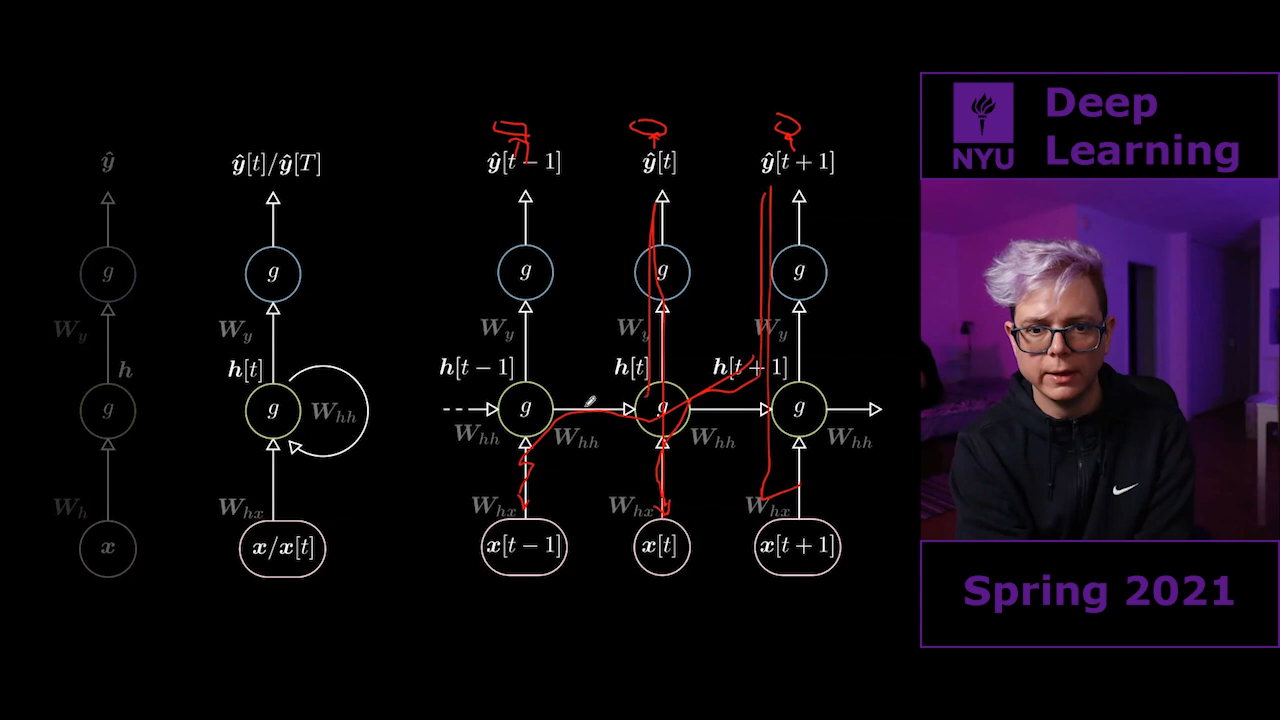 ŷ
g
W_y
h
g
W_h
x
ŷ[t]/ŷ[T]
g
W_y
h[t]
g
W_hh
W_hx
x/x[t]
ŷ[t − 1]
g
W_y
h[t − 1]
g
W_hh
W_hh
W_hx
x[t − 1]
ŷ[t]
g
W_y
h[t]
g
W_hh
W_hx
x[t]
ŷ[t + 1]
g
W_y
h[t + 1]
g
W_hh
W_hx
x[t + 1]
NYU
Deep
Learning
Spring 2021